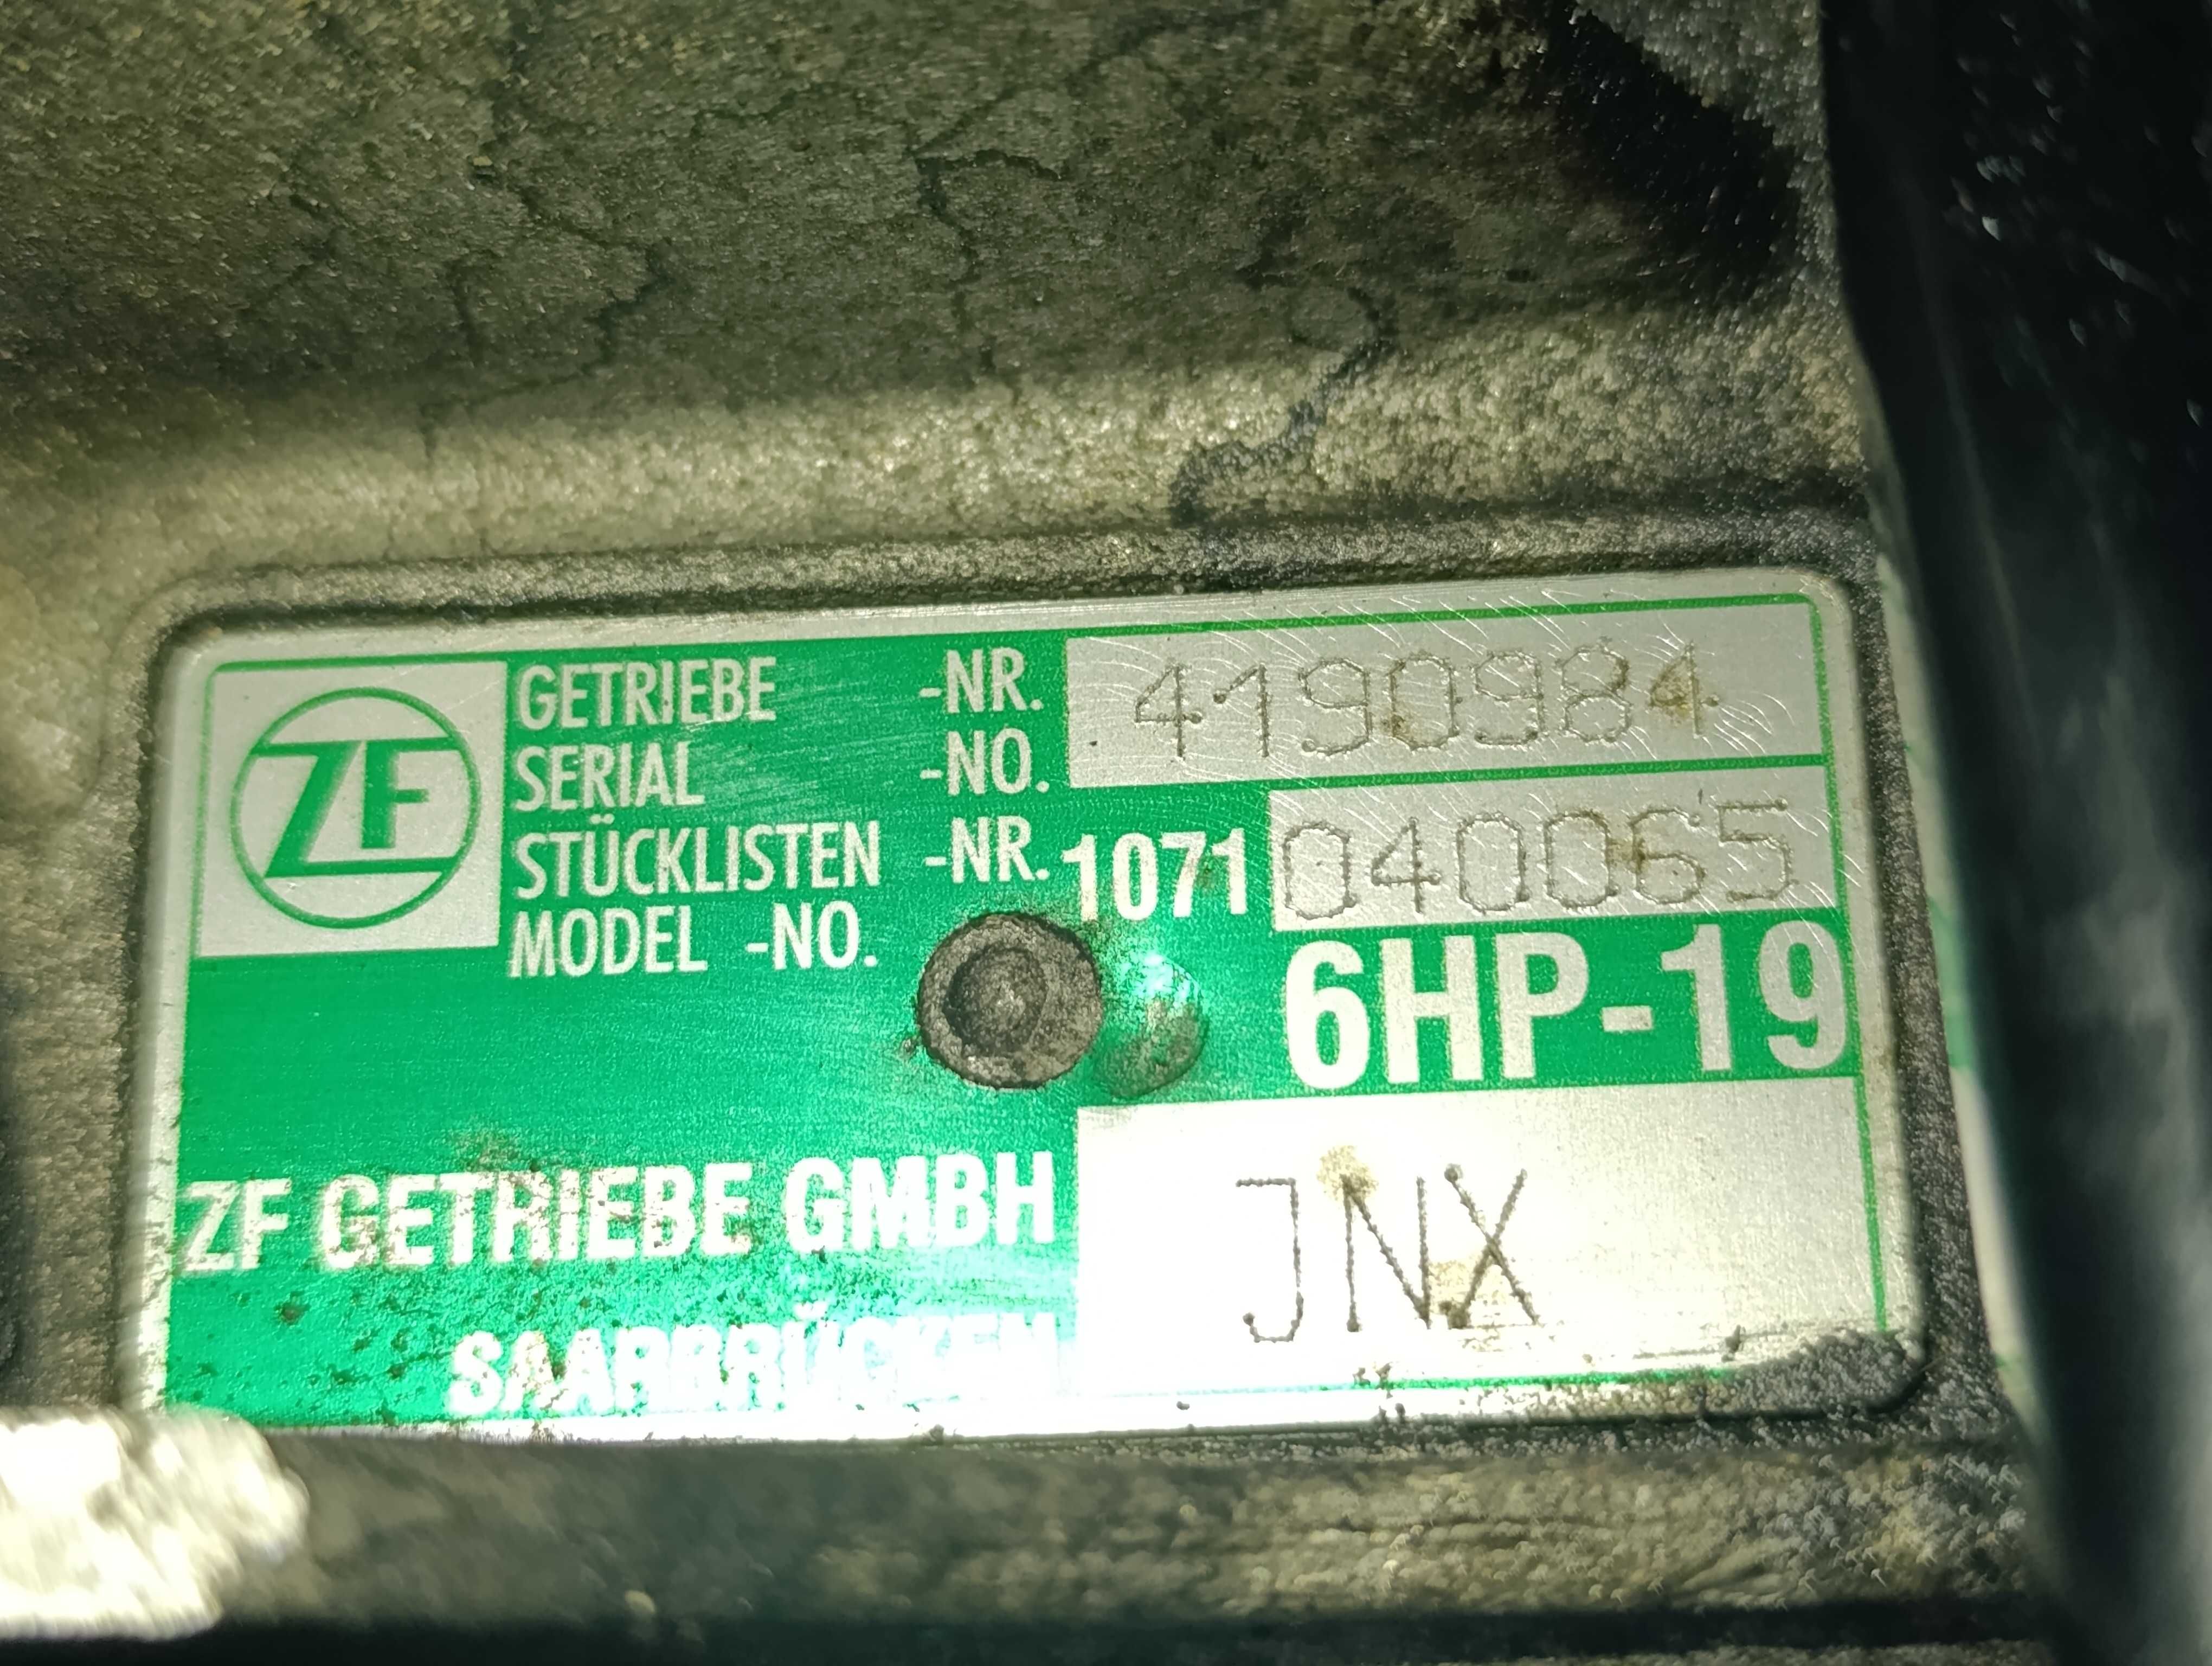 ZF
GETRIEBE -NR. 4190984
SERIAL -NO.
STÜCKLISTEN -NR. 1071 040065
MODEL -NO.
6HP-19
ZF GETRIEBE GMBH
JNX
SAARBRÜCKEN